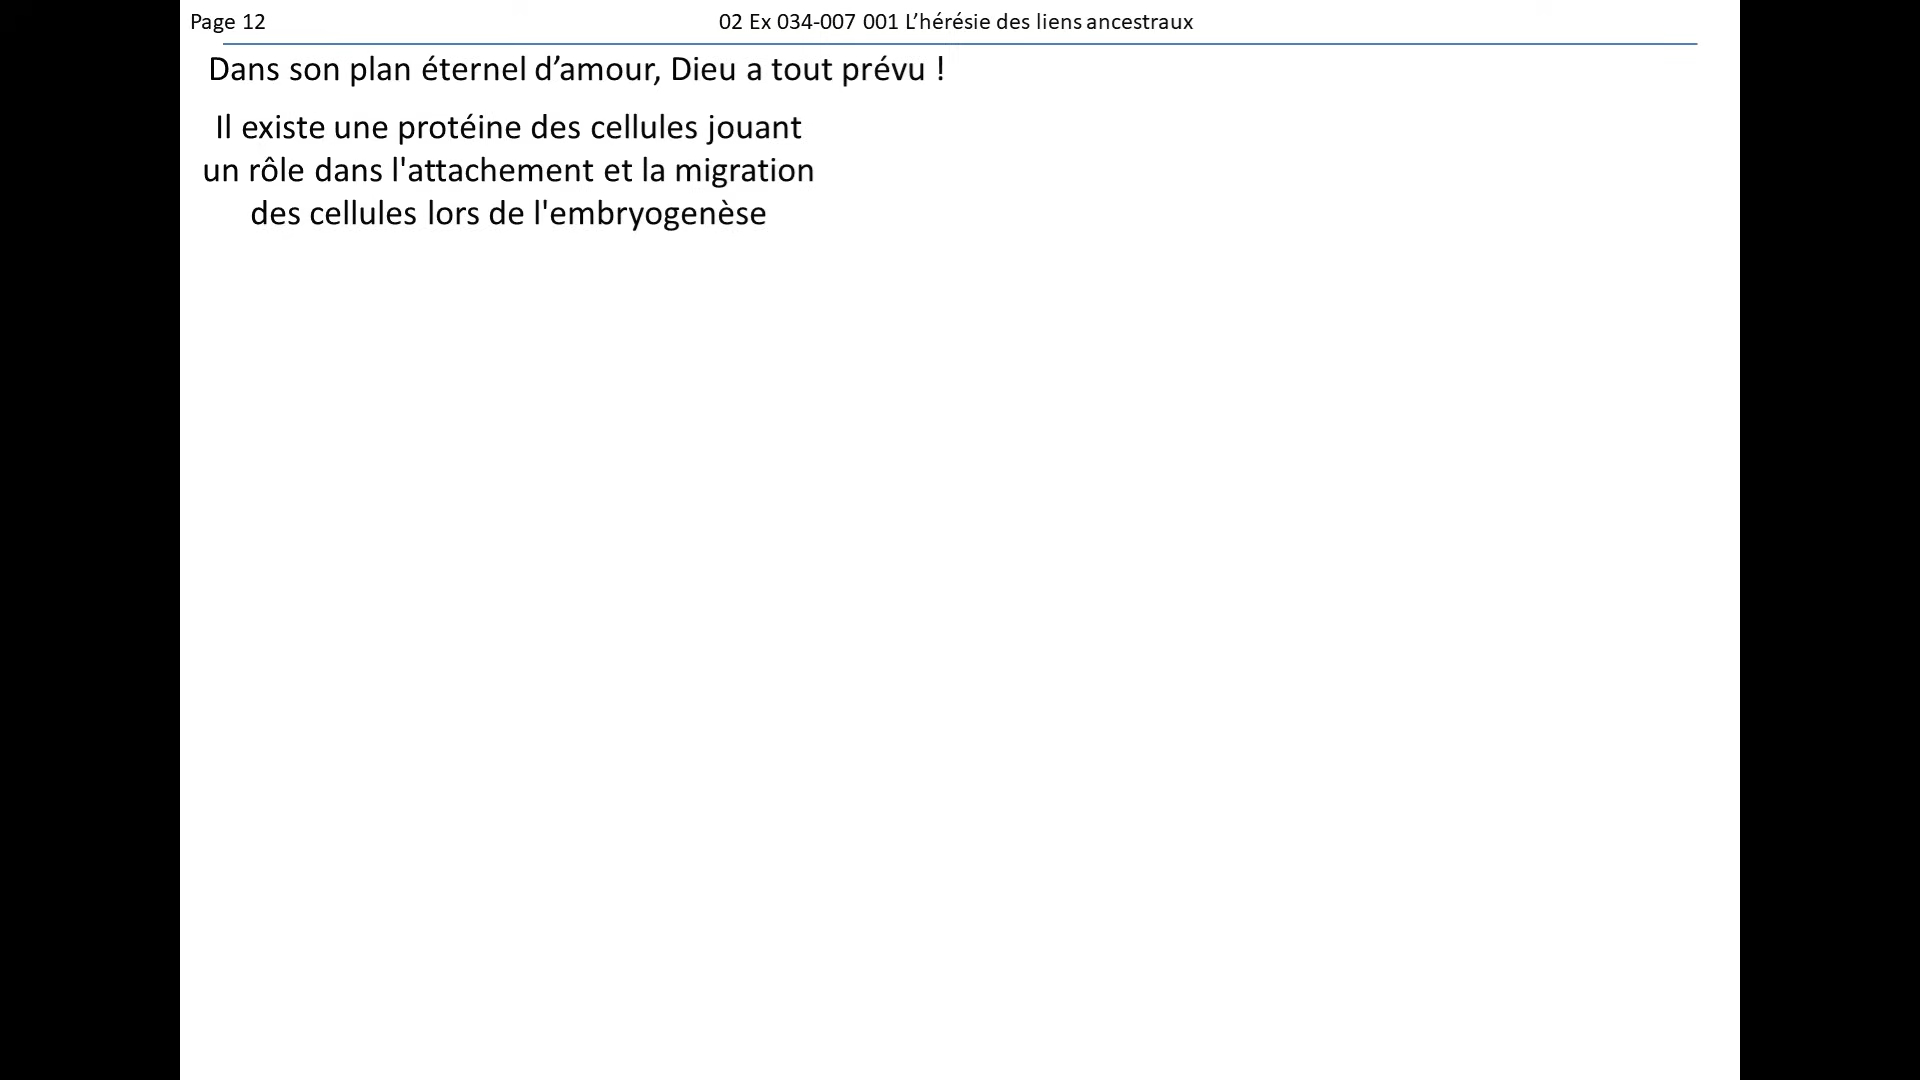 Page 12
02 Ex 034-007 001 L’hérésie des liens ancestraux
Dans son plan éternel d’amour, Dieu a tout prévu !
Il existe une protéine des cellules jouant
un rôle dans l'attachement et la migration
des cellules lors de l'embryogenèse